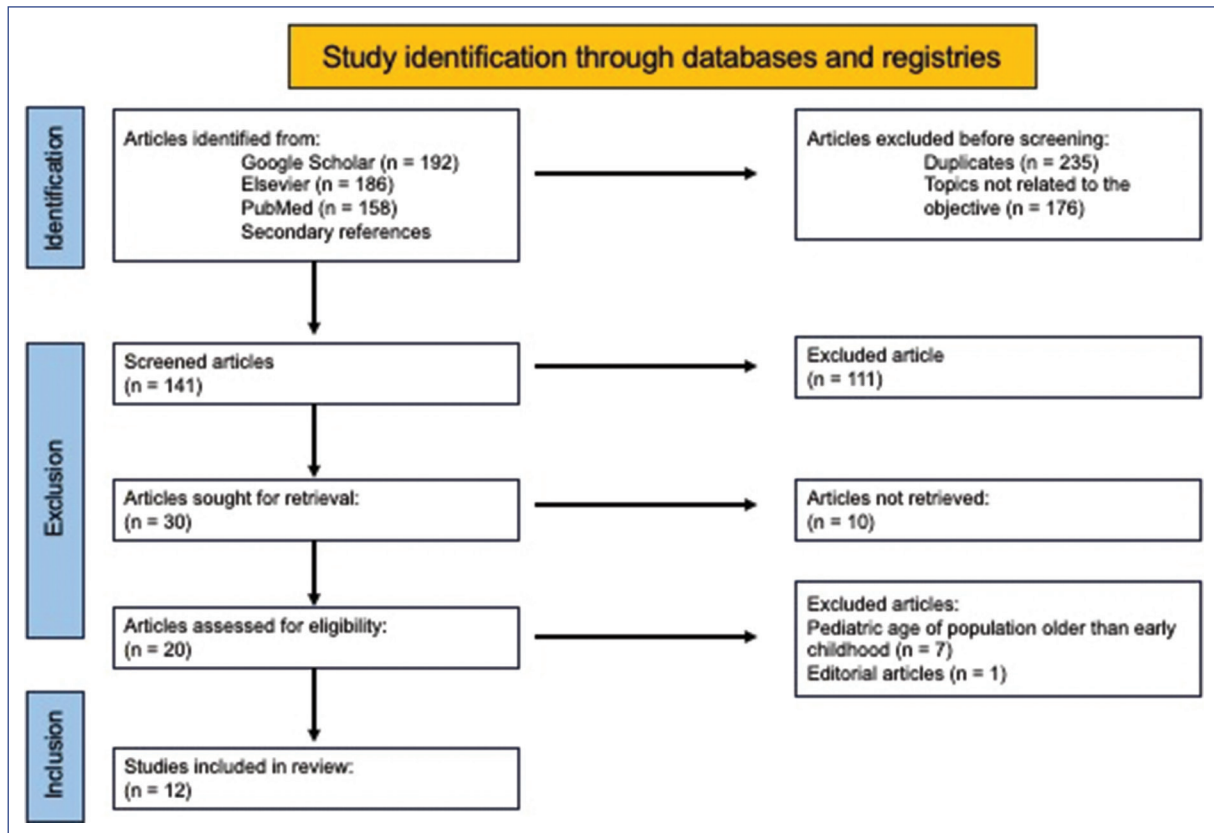 Study identification through databases and registries
Identification
Articles identified from:
Google Scholar (n = 192)
Elsevier (n = 186)
PubMed (n = 158)
Secondary references
Articles excluded before screening:
Duplicates (n = 235)
Topics not related to the
objective (n = 176)
Exclusion
Screened articles
(n = 141)
Excluded article
(n = 111)
Articles sought for retrieval:
(n = 30)
Articles not retrieved:
(n = 10)
Articles assessed for eligibility:
(n = 20)
Excluded articles:
Pediatric age of population older than early
childhood (n = 7)
Editorial articles (n = 1)
Inclusion
Studies included in review:
(n = 12)